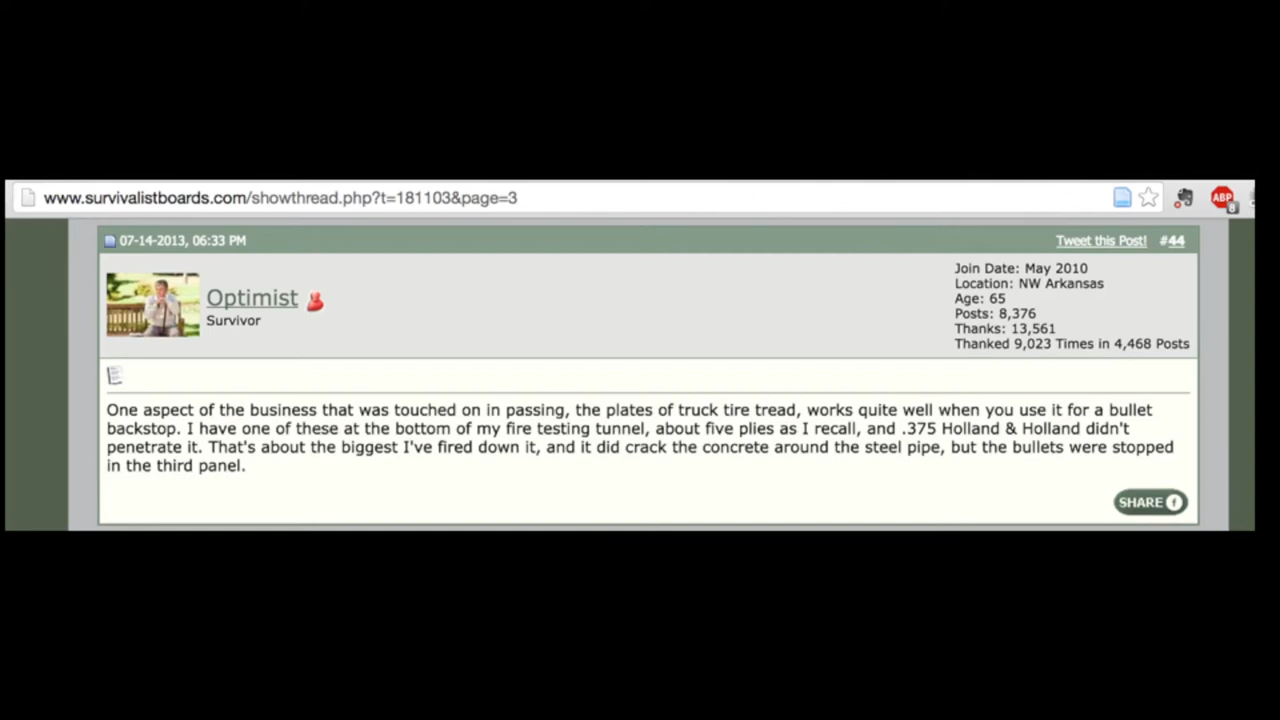 www.survivalistboards.com/showthread.php?t=181103&page=3
ABP
6
07-14-2013, 06:33 PM
Tweet this Post! #44
Optimist
Survivor
Join Date: May 2010
Location: NW Arkansas
Age: 65
Posts: 8,376
Thanks: 13,561
Thanked 9,023 Times in 4,468 Posts
One aspect of the business that was touched on in passing, the plates of truck tire tread, works quite well when you use it for a bullet
backstop. I have one of these at the bottom of my fire testing tunnel, about five plies as I recall, and .375 Holland & Holland didn't
penetrate it. That's about the biggest I've fired down it, and it did crack the concrete around the steel pipe, but the bullets were stopped
in the third panel.
SHARE f